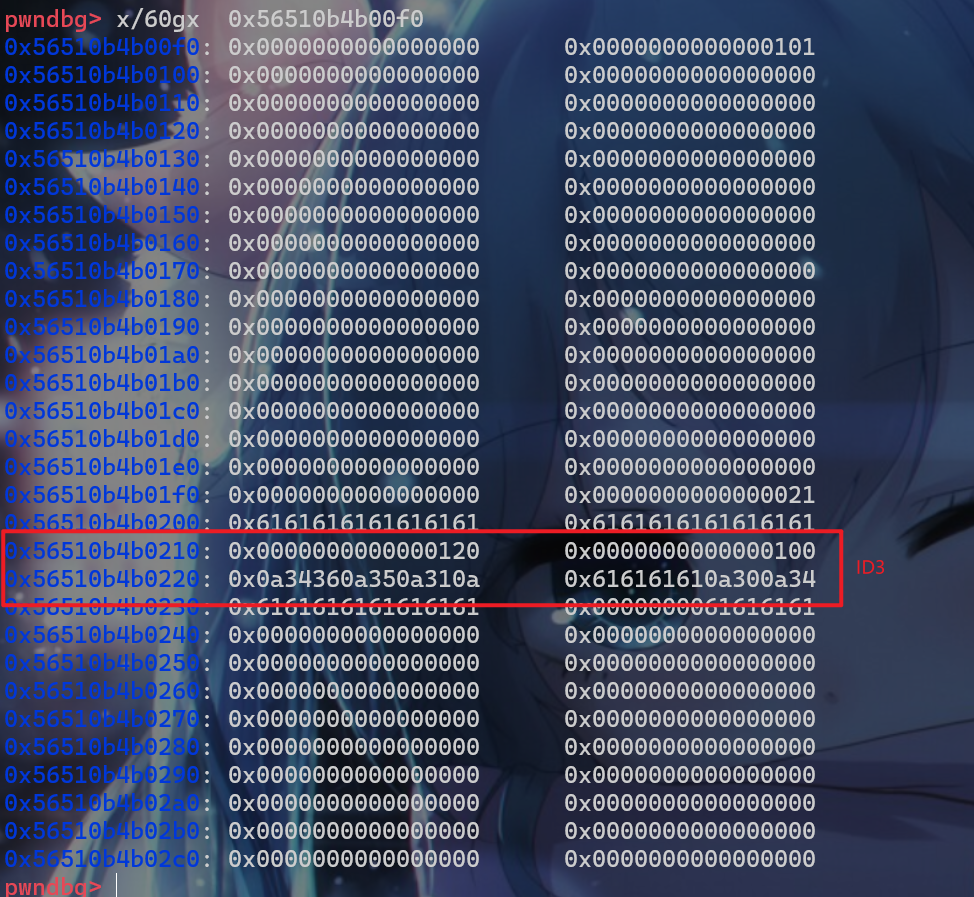 pwndbg> x/60gx  0x56510b4b00f0
0x56510b4b00f0: 0x0000000000000000      0x0000000000000101
0x56510b4b0100: 0x0000000000000000      0x0000000000000000
0x56510b4b0110: 0x0000000000000000      0x0000000000000000
0x56510b4b0120: 0x0000000000000000      0x0000000000000000
0x56510b4b0130: 0x0000000000000000      0x0000000000000000
0x56510b4b0140: 0x0000000000000000      0x0000000000000000
0x56510b4b0150: 0x0000000000000000      0x0000000000000000
0x56510b4b0160: 0x0000000000000000      0x0000000000000000
0x56510b4b0170: 0x0000000000000000      0x0000000000000000
0x56510b4b0180: 0x0000000000000000      0x0000000000000000
0x56510b4b0190: 0x0000000000000000      0x0000000000000000
0x56510b4b01a0: 0x0000000000000000      0x0000000000000000
0x56510b4b01b0: 0x0000000000000000      0x0000000000000000
0x56510b4b01c0: 0x0000000000000000      0x0000000000000000
0x56510b4b01d0: 0x0000000000000000      0x0000000000000000
0x56510b4b01e0: 0x0000000000000000      0x0000000000000000
0x56510b4b01f0: 0x0000000000000000      0x0000000000000021
0x56510b4b0200: 0x6161616161616161      0x6161616161616161
0x56510b4b0210: 0x0000000000000120      0x0000000000000100
0x56510b4b0220: 0x0a34360a350a310a      0x616161610a300a34
ID3
0x56510b4b0230: 0x6161616161616161      0x0000000061616161
0x56510b4b0240: 0x0000000000000000      0x0000000000000000
0x56510b4b0250: 0x0000000000000000      0x0000000000000000
0x56510b4b0260: 0x0000000000000000      0x0000000000000000
0x56510b4b0270: 0x0000000000000000      0x0000000000000000
0x56510b4b0280: 0x0000000000000000      0x0000000000000000
0x56510b4b0290: 0x0000000000000000      0x0000000000000000
0x56510b4b02a0: 0x0000000000000000      0x0000000000000000
0x56510b4b02b0: 0x0000000000000000      0x0000000000000000
0x56510b4b02c0: 0x0000000000000000      0x0000000000000000
pwndbg>